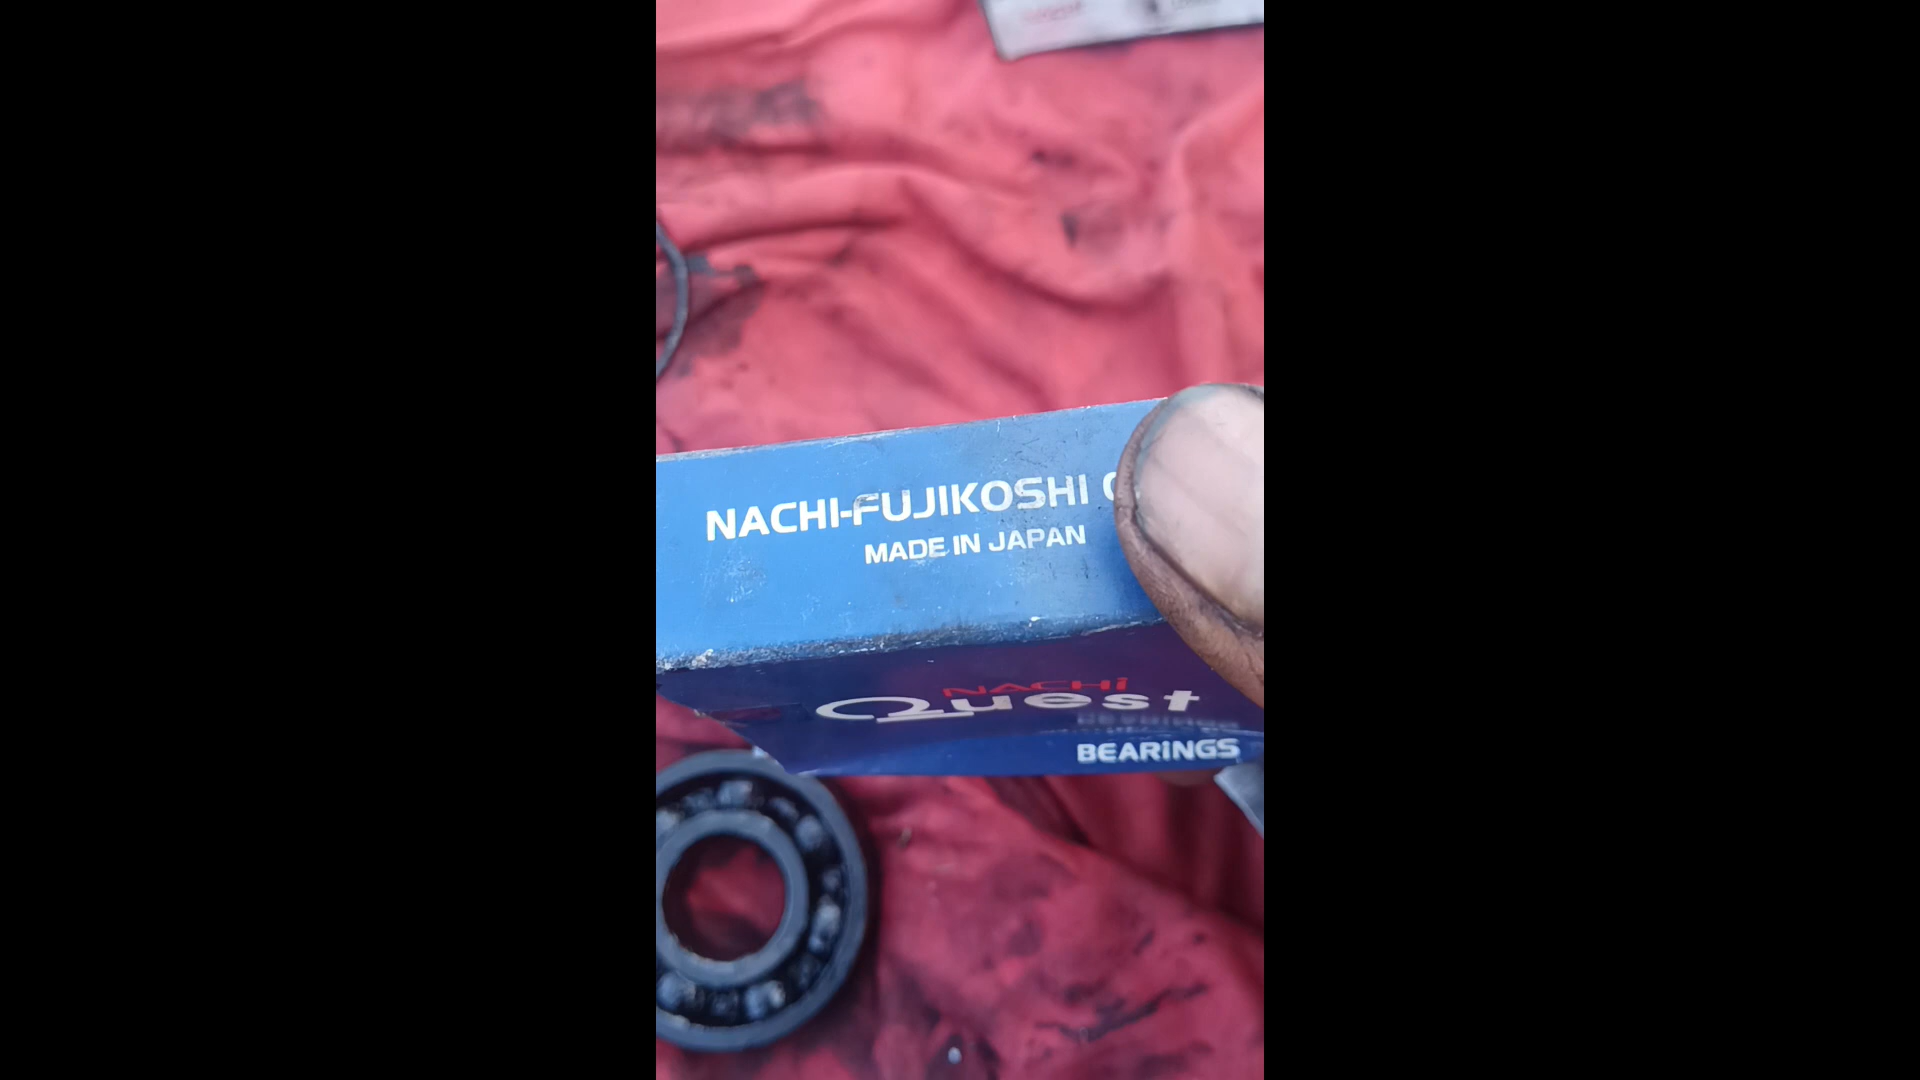 NACHI-FUJIKOSHI C
MADE IN JAPAN
NACHi
Quest
BEARiNGS